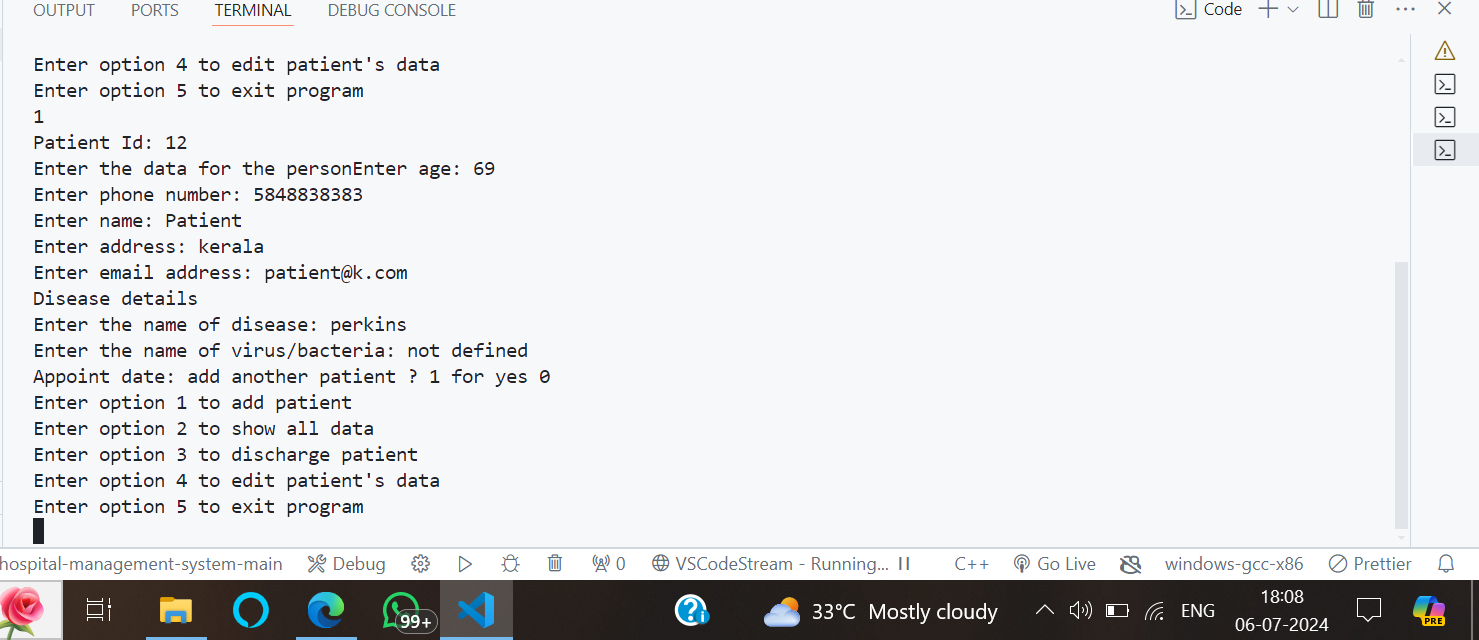 OUTPUT PORTS TERMINAL DEBUG CONSOLE Code
Enter option 4 to edit patient's data
Enter option 5 to exit program
1
Patient Id: 12
Enter the data for the personEnter age: 69
Enter phone number: 5848838383
Enter name: Patient
Enter address: kerala
Enter email address: patient@k.com
Disease details
Enter the name of disease: perkins
Enter the name of virus/bacteria: not defined
Appoint date: add another patient ? 1 for yes 0
Enter option 1 to add patient
Enter option 2 to show all data
Enter option 3 to discharge patient
Enter option 4 to edit patient's data
Enter option 5 to exit program
hospital-management-system-main Debug 0 VSCodeStream - Running... C++ Go Live windows-gcc-x86 Prettier
99+ 33°C Mostly cloudy ENG 18:08
06-07-2024 PRE